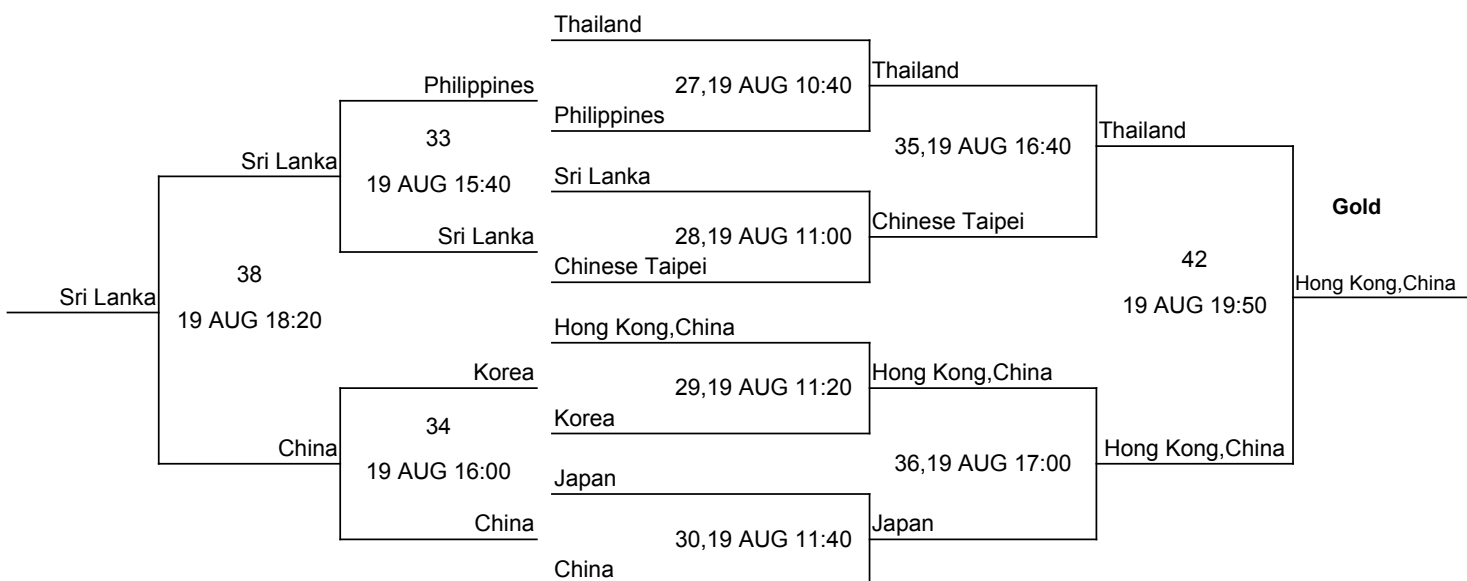 Thailand
Philippines
27,19 AUG 10:40
Thailand
Philippines
33
19 AUG 15:40
Sri Lanka
35,19 AUG 16:40
Thailand
Sri Lanka
Gold
Sri Lanka
28,19 AUG 11:00
Chinese Taipei
Chinese Taipei
38
19 AUG 18:20
Sri Lanka
42
19 AUG 19:50
Hong Kong,China
Hong Kong,China
Korea
29,19 AUG 11:20
Hong Kong,China
Korea
34
19 AUG 16:00
China
36,19 AUG 17:00
Hong Kong,China
Japan
China
30,19 AUG 11:40
Japan
China